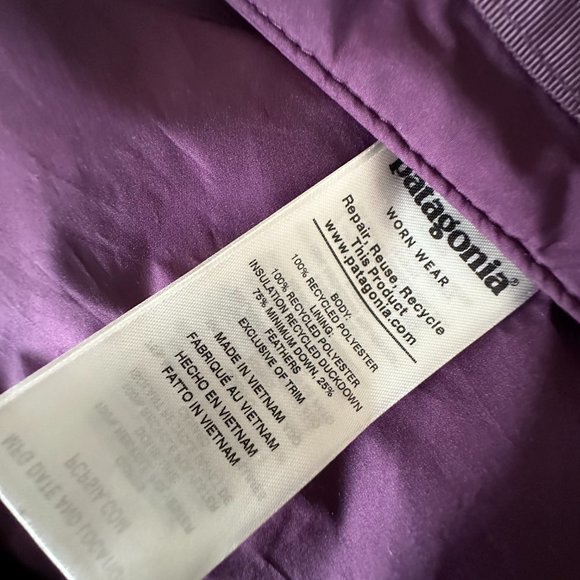 patagonia®
WORN WEAR
Repair, Reuse, Recycle
This Product
www.patagonia.com
BODY:
100% RECYCLED POLYESTER
LINING:
100% RECYCLED POLYESTER
INSULATION RECYCLED DUCKDOWN
75% MINIMUM DOWN, 25%
FEATHERS
EXCLUSIVE OF TRIM
MADE IN VIETNAM
FABRIQUÉ AU VIETNAM
HECHO EN VIETNAM
FATTO IN VIETNAM